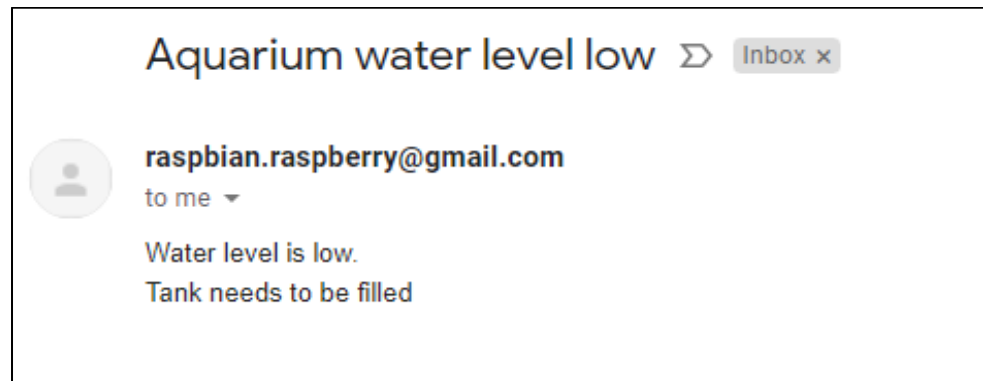 Aquarium water level low Inbox x
raspbian.raspberry@gmail.com
to me
Water level is low.
Tank needs to be filled